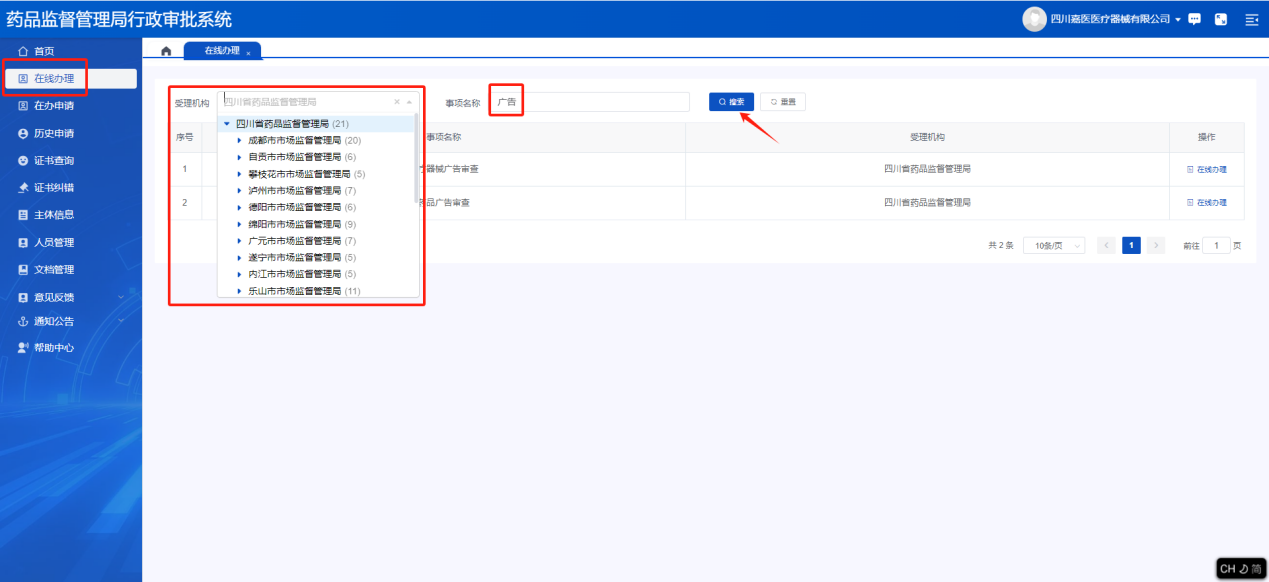 药品监督管理局行政审批系统
四川嘉医医疗器械有限公司
首页
在线办理
在线办理
在办申请
历史申请
证书查询
证书纠错
主体信息
人员管理
文档管理
意见反馈
通知公告
帮助中心
受理机构 四川省药品监督管理局
事项名称 广告
搜索 重置
四川省药品监督管理局 (21)
成都市市场监督管理局 (20)
自贡市市场监督管理局 (6)
攀枝花市市场监督管理局 (5)
泸州市市场监督管理局 (7)
德阳市市场监督管理局 (6)
绵阳市市场监督管理局 (9)
广元市市场监督管理局 (7)
遂宁市市场监督管理局 (5)
内江市市场监督管理局 (5)
乐山市市场监督管理局 (11)
序号 事项名称 受理机构 操作
1 器械广告审查 四川省药品监督管理局 在线办理
2 品广告审查 四川省药品监督管理局 在线办理
共 2 条 10条/页 1 前往 1 页
CH 简